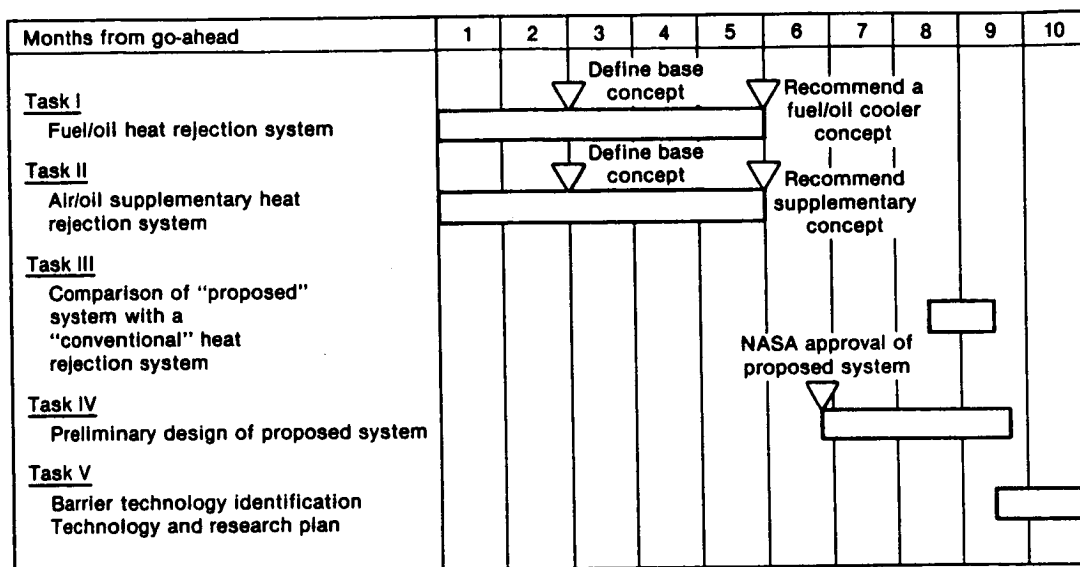 Months from go-ahead 1 2 3 4 5 6 7 8 9 10
Define base
concept
Recommend a
fuel/oil cooler
concept
Task I
Fuel/oil heat rejection system
Define base
concept
Recommend
supplementary
concept
Task II
Air/oil supplementary heat
rejection system
Task III
Comparison of “proposed”
system with a
“conventional” heat
rejection system
NASA approval of
proposed system
Task IV
Preliminary design of proposed system
Task V
Barrier technology identification
Technology and research plan